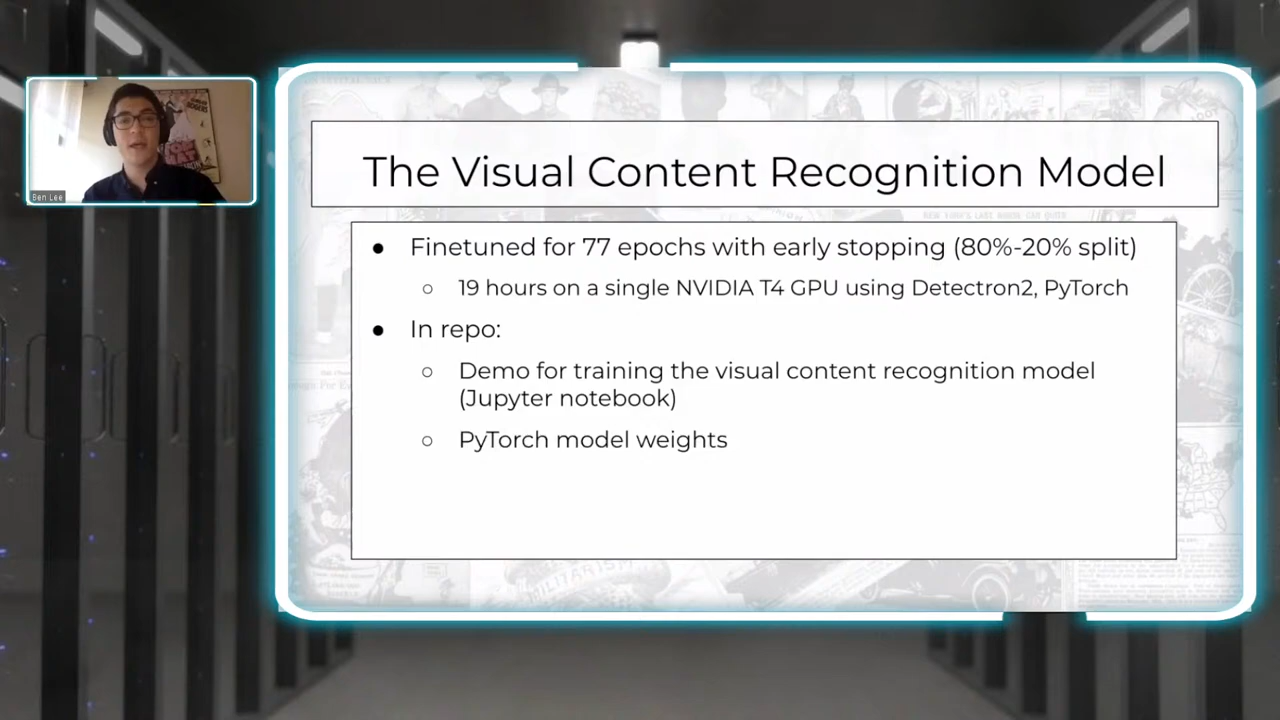 Ben Lee
The Visual Content Recognition Model
● Finetuned for 77 epochs with early stopping (80%-20% split)
○ 19 hours on a single NVIDIA T4 GPU using Detectron2, PyTorch
● In repo:
○ Demo for training the visual content recognition model
(Jupyter notebook)
○ PyTorch model weights